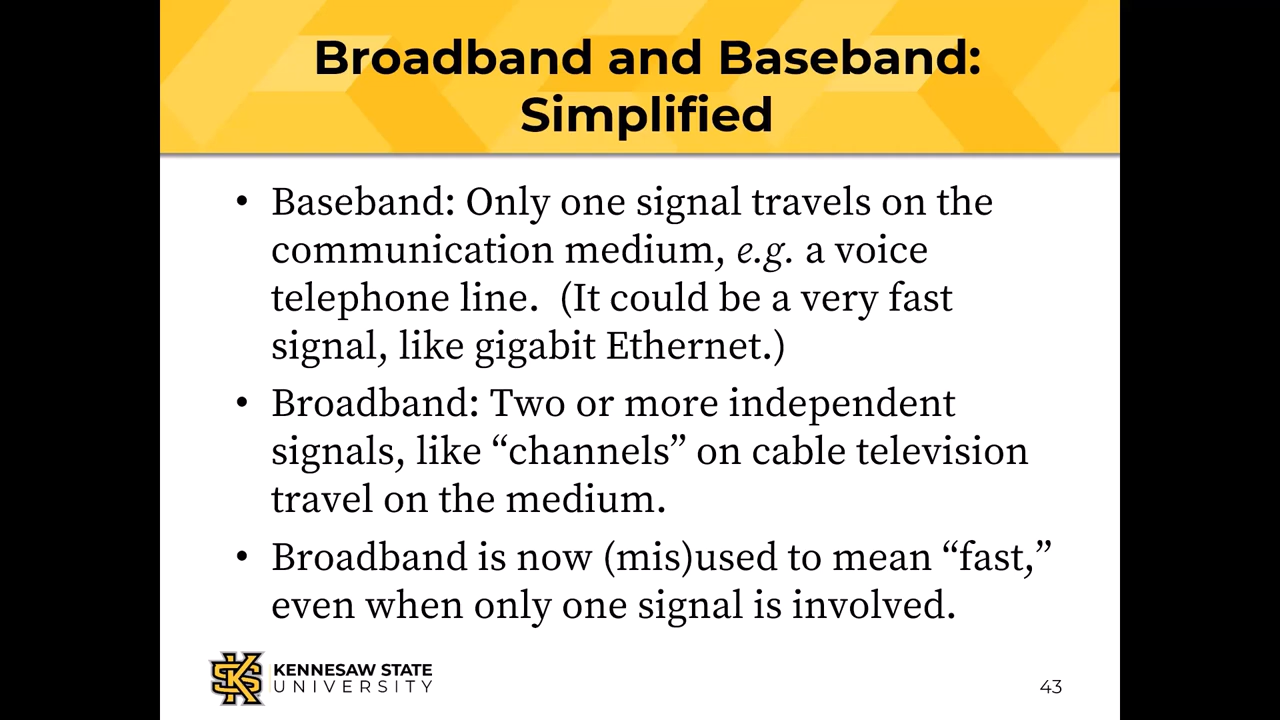 Broadband and Baseband:
Simplified
• Baseband: Only one signal travels on the
communication medium, e.g. a voice
telephone line.  (It could be a very fast
signal, like gigabit Ethernet.)
• Broadband: Two or more independent
signals, like “channels” on cable television
travel on the medium.
• Broadband is now (mis)used to mean “fast,”
even when only one signal is involved.
KS
KENNESAW STATE
UNIVERSITY
43